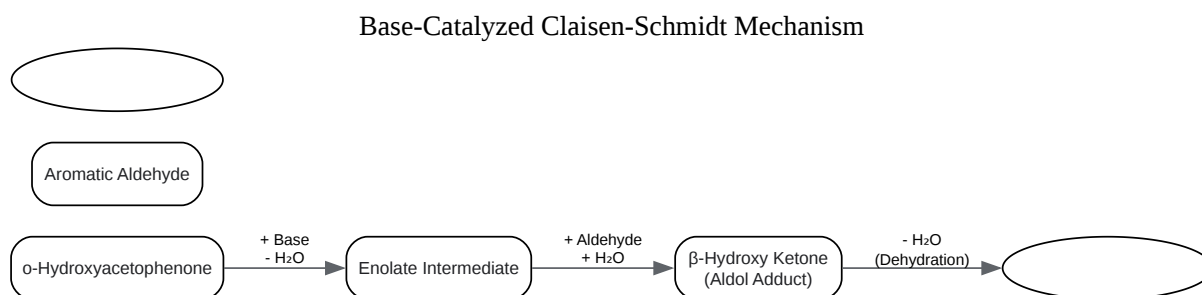 Base-Catalyzed Claisen-Schmidt Mechanism
Aromatic Aldehyde
o-Hydroxyacetophenone
+ Base
- H₂O
Enolate Intermediate
+ Aldehyde
+ H₂O
β-Hydroxy Ketone
(Aldol Adduct)
- H₂O
(Dehydration)